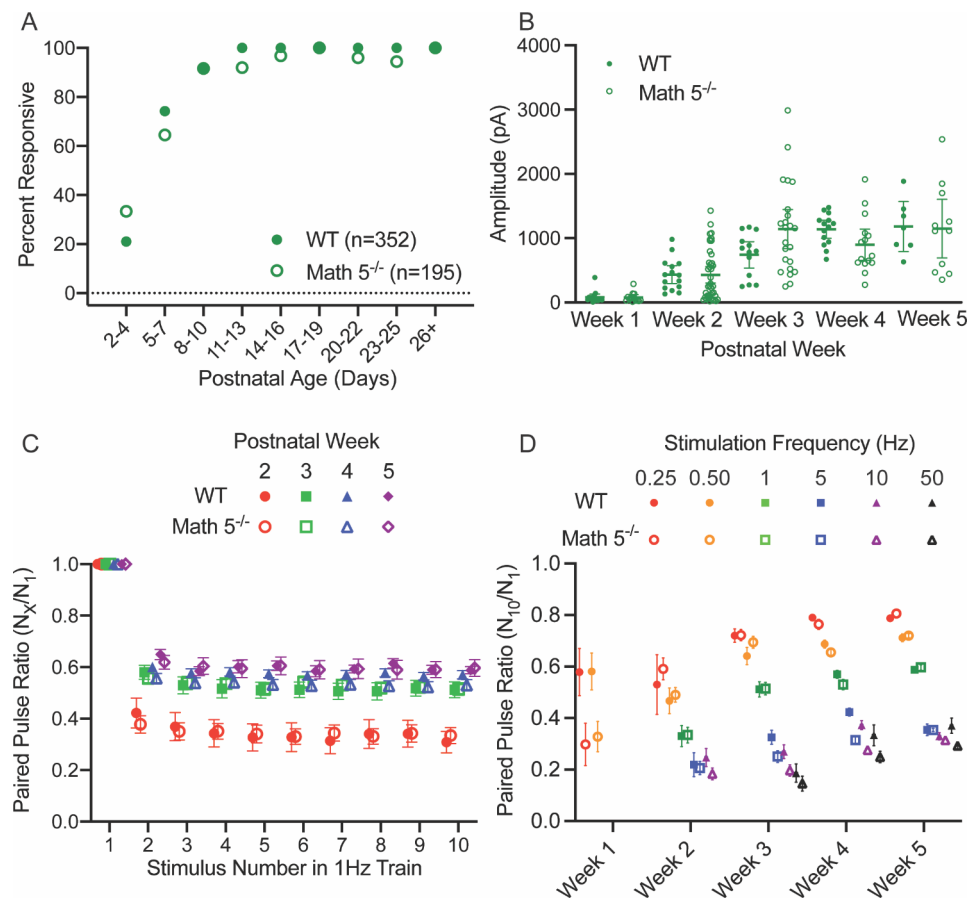 A
Percent Responsive
100
80
60
40
20
0
WT (n=352)
Math 5-/- (n=195)
2-4
5-7
8-10
11-13
14-16
17-19
20-22
23-25
26+
Postnatal Age (Days)
B
Amplitude (pA)
4000
3000
2000
1000
0
WT
Math 5-/-
Week 1
Week 2
Week 3
Week 4
Week 5
Postnatal Week
C
Postnatal Week
2 3 4 5
WT
Math 5-/-
Paired Pulse Ratio (NX/N1)
1.0
0.8
0.6
0.4
0.2
0.0
1 2 3 4 5 6 7 8 9 10
Stimulus Number in 1Hz Train
D
Stimulation Frequency (Hz)
0.25 0.50 1 5 10 50
WT
Math 5-/-
Paired Pulse Ratio (N10/N1)
1.0
0.8
0.6
0.4
0.2
0.0
Week 1
Week 2
Week 3
Week 4
Week 5